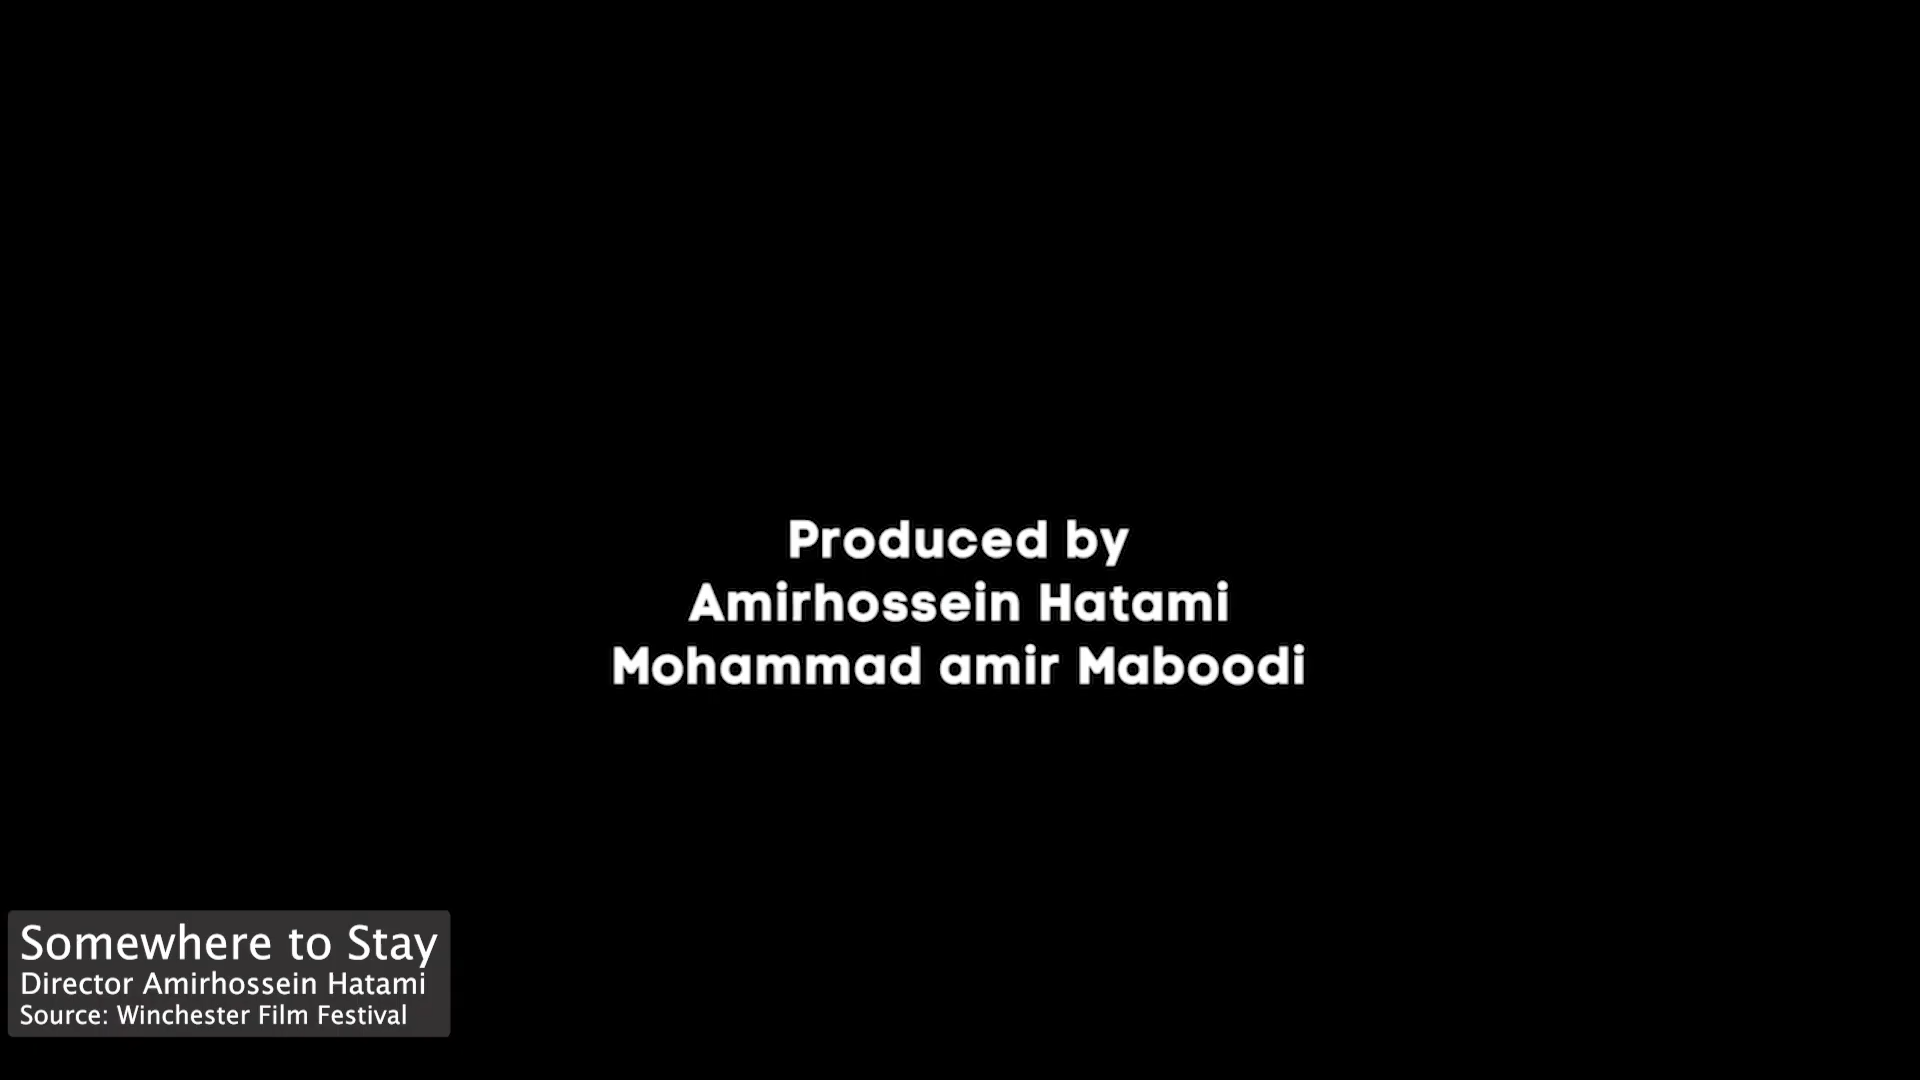 Produced by
Amirhossein Hatami
Mohammad amir Maboodi
Somewhere to Stay
Director Amirhossein Hatami
Source: Winchester Film Festival